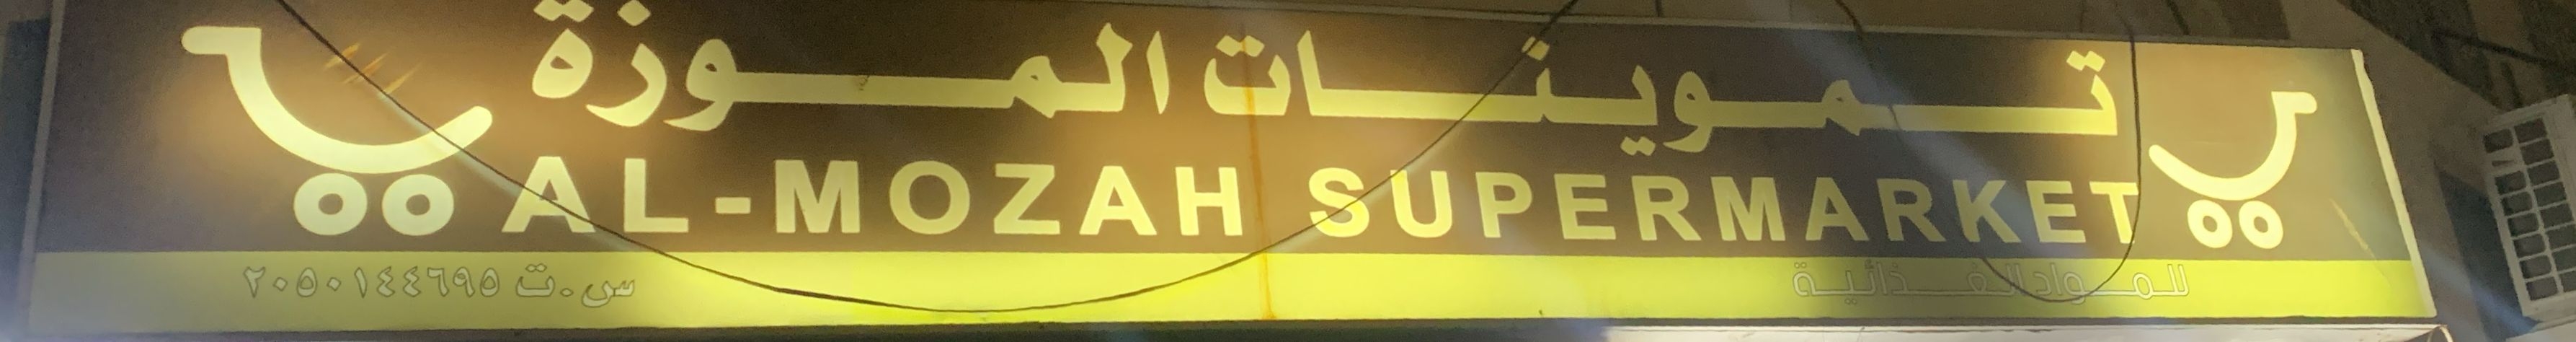 تموينات الموزة
AL-MOZAH SUPERMARKET
للمواد الغذائية
س.ت ٢٠٥٠١٤٤٦٩٥